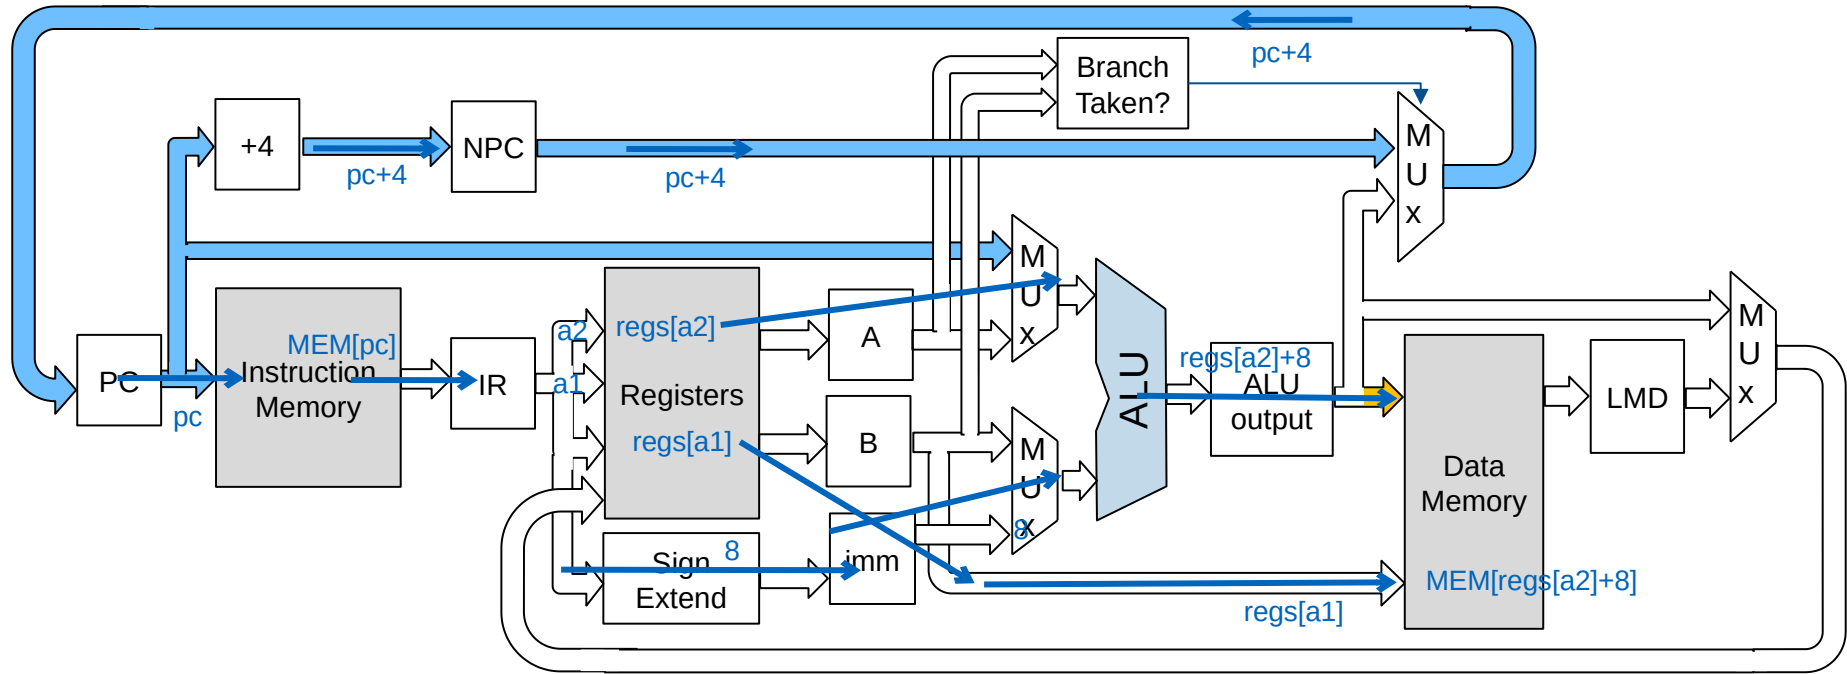 pc+4
Branch
Taken?
+4
NPC
pc+4
pc+4
M
U
x
M
U
x
PC
pc
MEM[pc]
Instruction
Memory
IR
a2
a1
regs[a2]
Registers
regs[a1]
A
B
Sign
Extend
8
imm
M
U
x
8
ALU
regs[a2]+8
ALU
output
Data
Memory
MEM[regs[a2]+8]
regs[a1]
LMD
M
U
x